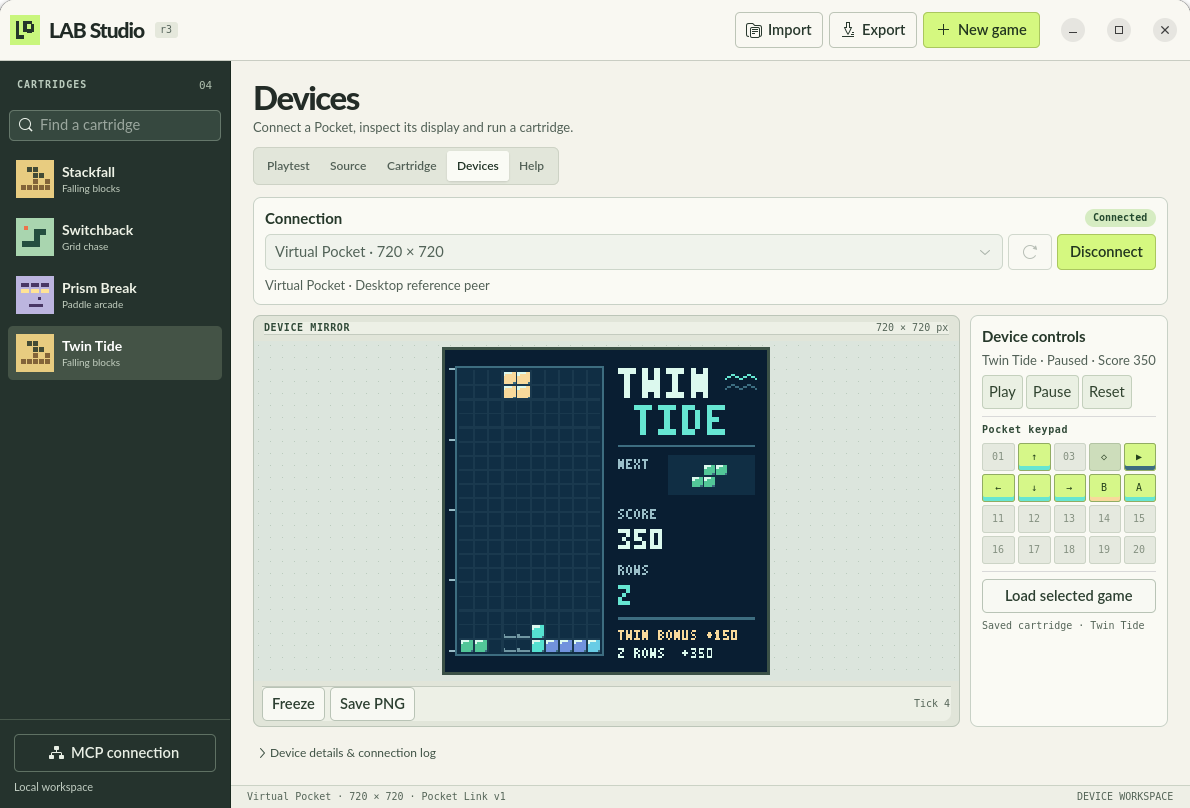 LAB Studio r3
Import
Export
+ New game
CARTRIDGES 04
Find a cartridge
Stackfall
Falling blocks
Switchback
Grid chase
Prism Break
Paddle arcade
Twin Tide
Falling blocks
MCP connection
Local workspace
Devices
Connect a Pocket, inspect its display and run a cartridge.
Playtest Source Cartridge Devices Help
Connection Connected
Virtual Pocket · 720 × 720
Disconnect
Virtual Pocket · Desktop reference peer
DEVICE MIRROR 720 × 720 px
TWIN
TIDE
NEXT
SCORE
350
ROWS
2
TWIN BONUS +150
2 ROWS +350
Freeze Save PNG Tick 4
Device controls
Twin Tide · Paused · Score 350
Play Pause Reset
Pocket keypad
01 ↑ 03 ◇ ▶
← ↓ → B A
11 12 13 14 15
16 17 18 19 20
Load selected game
Saved cartridge · Twin Tide
Device details & connection log
Virtual Pocket · 720 × 720 · Pocket Link v1 DEVICE WORKSPACE